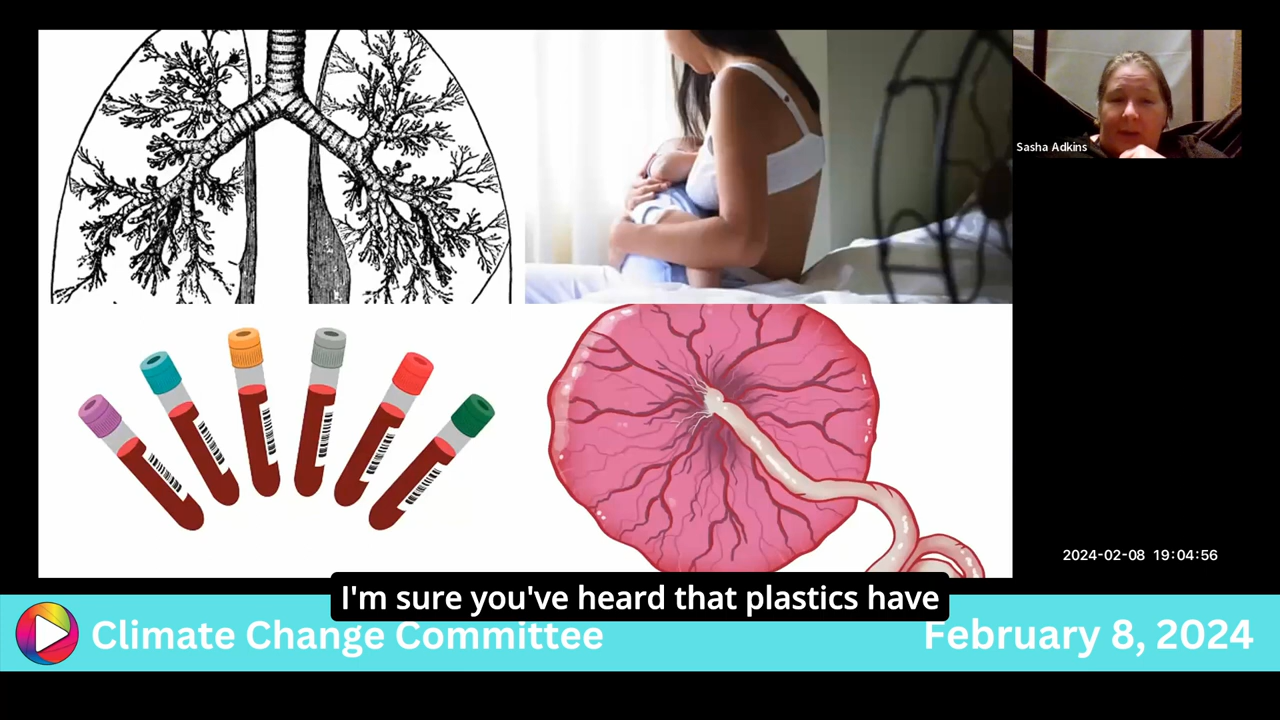 3.
Sasha Adkins
2024-02-08 19:04:56
I'm sure you've heard that plastics have
Climate Change Committee
February 8, 2024